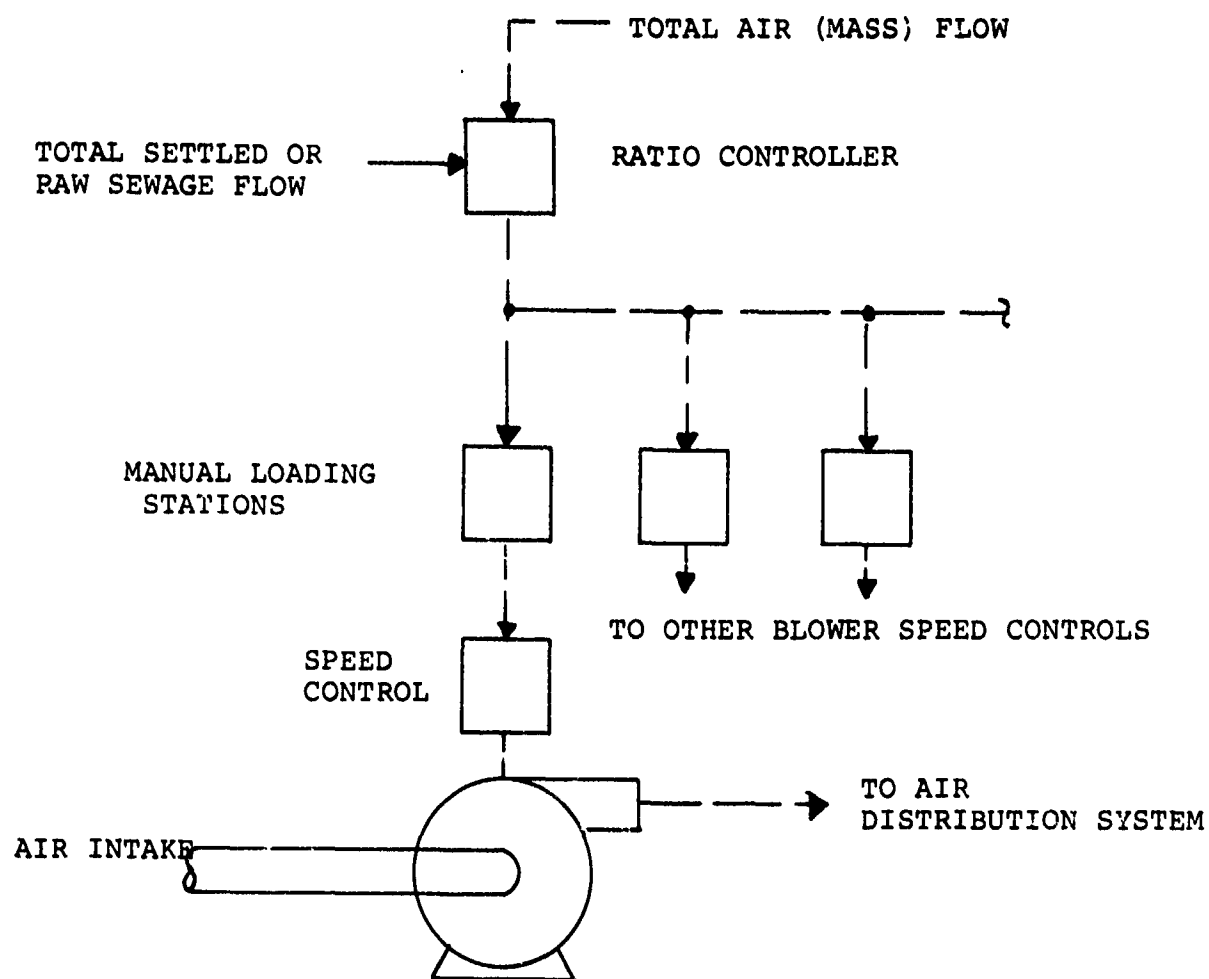 TOTAL AIR (MASS) FLOW
TOTAL SETTLED OR
RAW SEWAGE FLOW
RATIO CONTROLLER
MANUAL LOADING
STATIONS
TO OTHER BLOWER SPEED CONTROLS
SPEED
CONTROL
TO AIR
DISTRIBUTION SYSTEM
AIR INTAKE